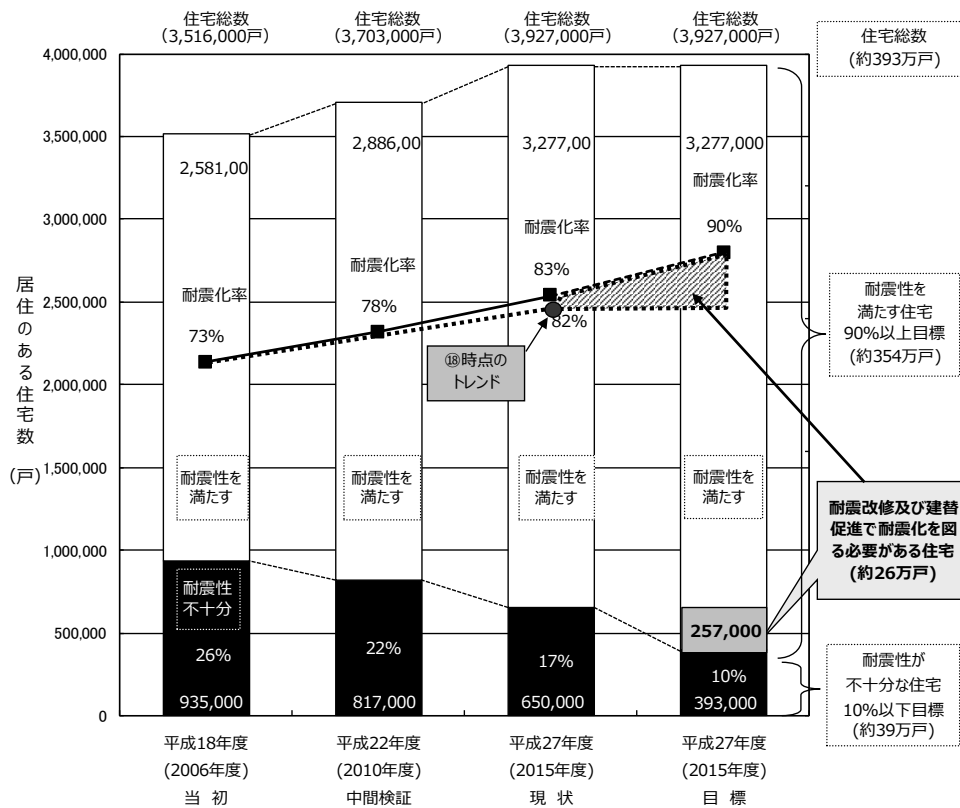 住宅総数
(3,516,000戸)
住宅総数
(3,703,000戸)
住宅総数
(3,927,000戸)
住宅総数
(3,927,000戸)
住宅総数
(約393万戸)
4,000,000
3,500,000
3,000,000
2,500,000
2,000,000
1,500,000
1,000,000
500,000
0
居住のある住宅数
(戸)
2,581,00
2,886,00
3,277,00
3,277,000
耐震化率
73%
耐震化率
78%
耐震化率
83%
82%
耐震化率
90%
⑱時点の
トレンド
耐震性を
満たす住宅
90%以上目標
(約354万戸)
耐震性を
満たす
耐震性を
満たす
耐震性を
満たす
耐震性を
満たす
耐震改修及び建替
促進で耐震化を図
る必要がある住宅
(約26万戸)
耐震性
不十分
26%
935,000
22%
817,000
17%
650,000
257,000
10%
393,000
耐震性が
不十分な住宅
10%以下目標
(約39万戸)
平成18年度
(2006年度)
当 初
平成22年度
(2010年度)
中間検証
平成27年度
(2015年度)
現 状
平成27年度
(2015年度)
目 標